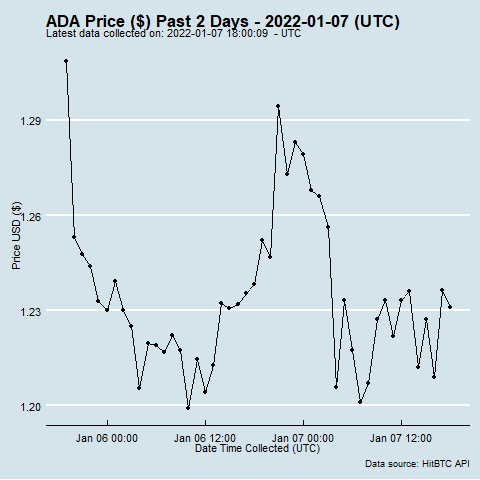 ADA Price ($) Past 2 Days - 2022-01-07 (UTC)
Latest data collected on: 2022-01-07 18:00:09  - UTC
1.29
1.26
Price USD ($)
1.23
1.20
Jan 06 00:00 Jan 06 12:00 Jan 07 00:00 Jan 07 12:00
Date Time Collected (UTC)
Data source: HitBTC API